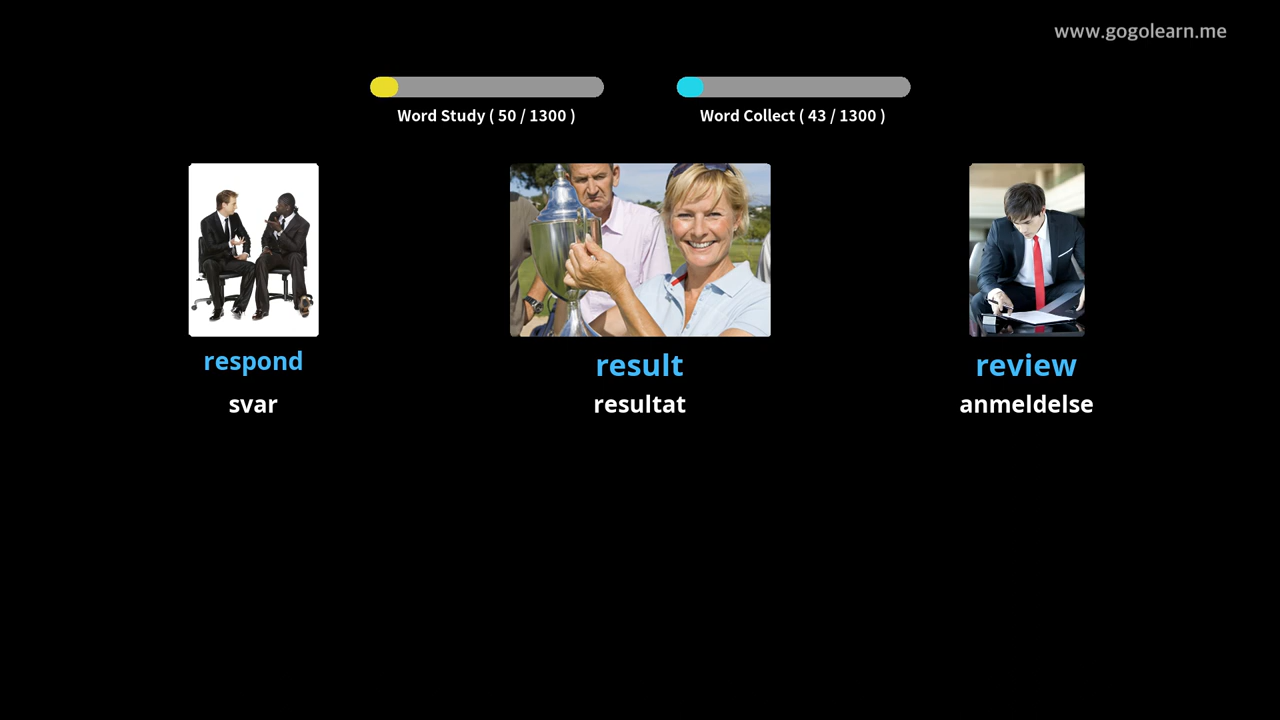 www.gogolearn.me
Word Study ( 50 / 1300 )
Word Collect ( 43 / 1300 )
respond
result
review
svar
resultat
anmeldelse